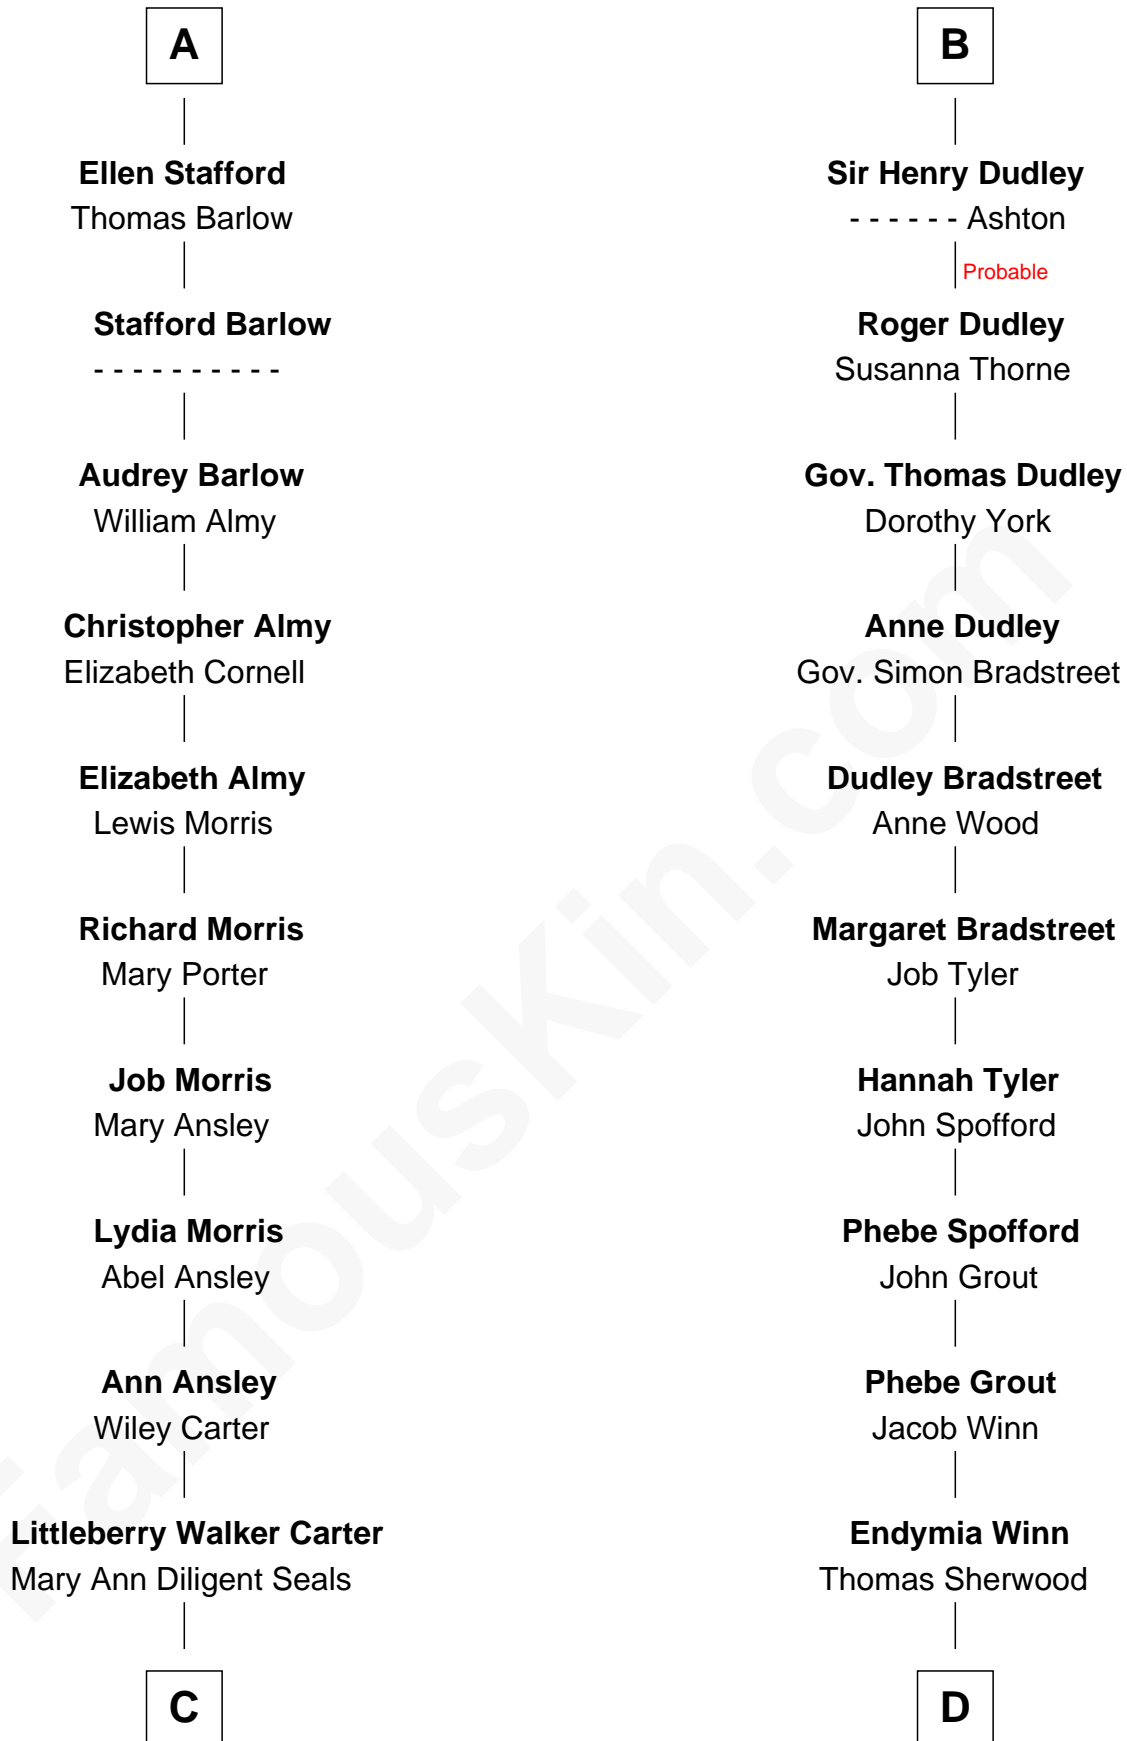 A
Ellen Stafford
Thomas Barlow
Stafford Barlow
- - - - - - - - - -
Audrey Barlow
William Almy
Christopher Almy
Elizabeth Cornell
Elizabeth Almy
Lewis Morris
Richard Morris
Mary Porter
Job Morris
Mary Ansley
Lydia Morris
Abel Ansley
Ann Ansley
Wiley Carter
Littleberry Walker Carter
Mary Ann Diligent Seals
C
B
Sir Henry Dudley
- - - - - - Ashton
Probable
Roger Dudley
Susanna Thorne
Gov. Thomas Dudley
Dorothy York
Anne Dudley
Gov. Simon Bradstreet
Dudley Bradstreet
Anne Wood
Margaret Bradstreet
Job Tyler
Hannah Tyler
John Spofford
Phebe Spofford
John Grout
Phebe Grout
Jacob Winn
Endymia Winn
Thomas Sherwood
D
FamousKin.com